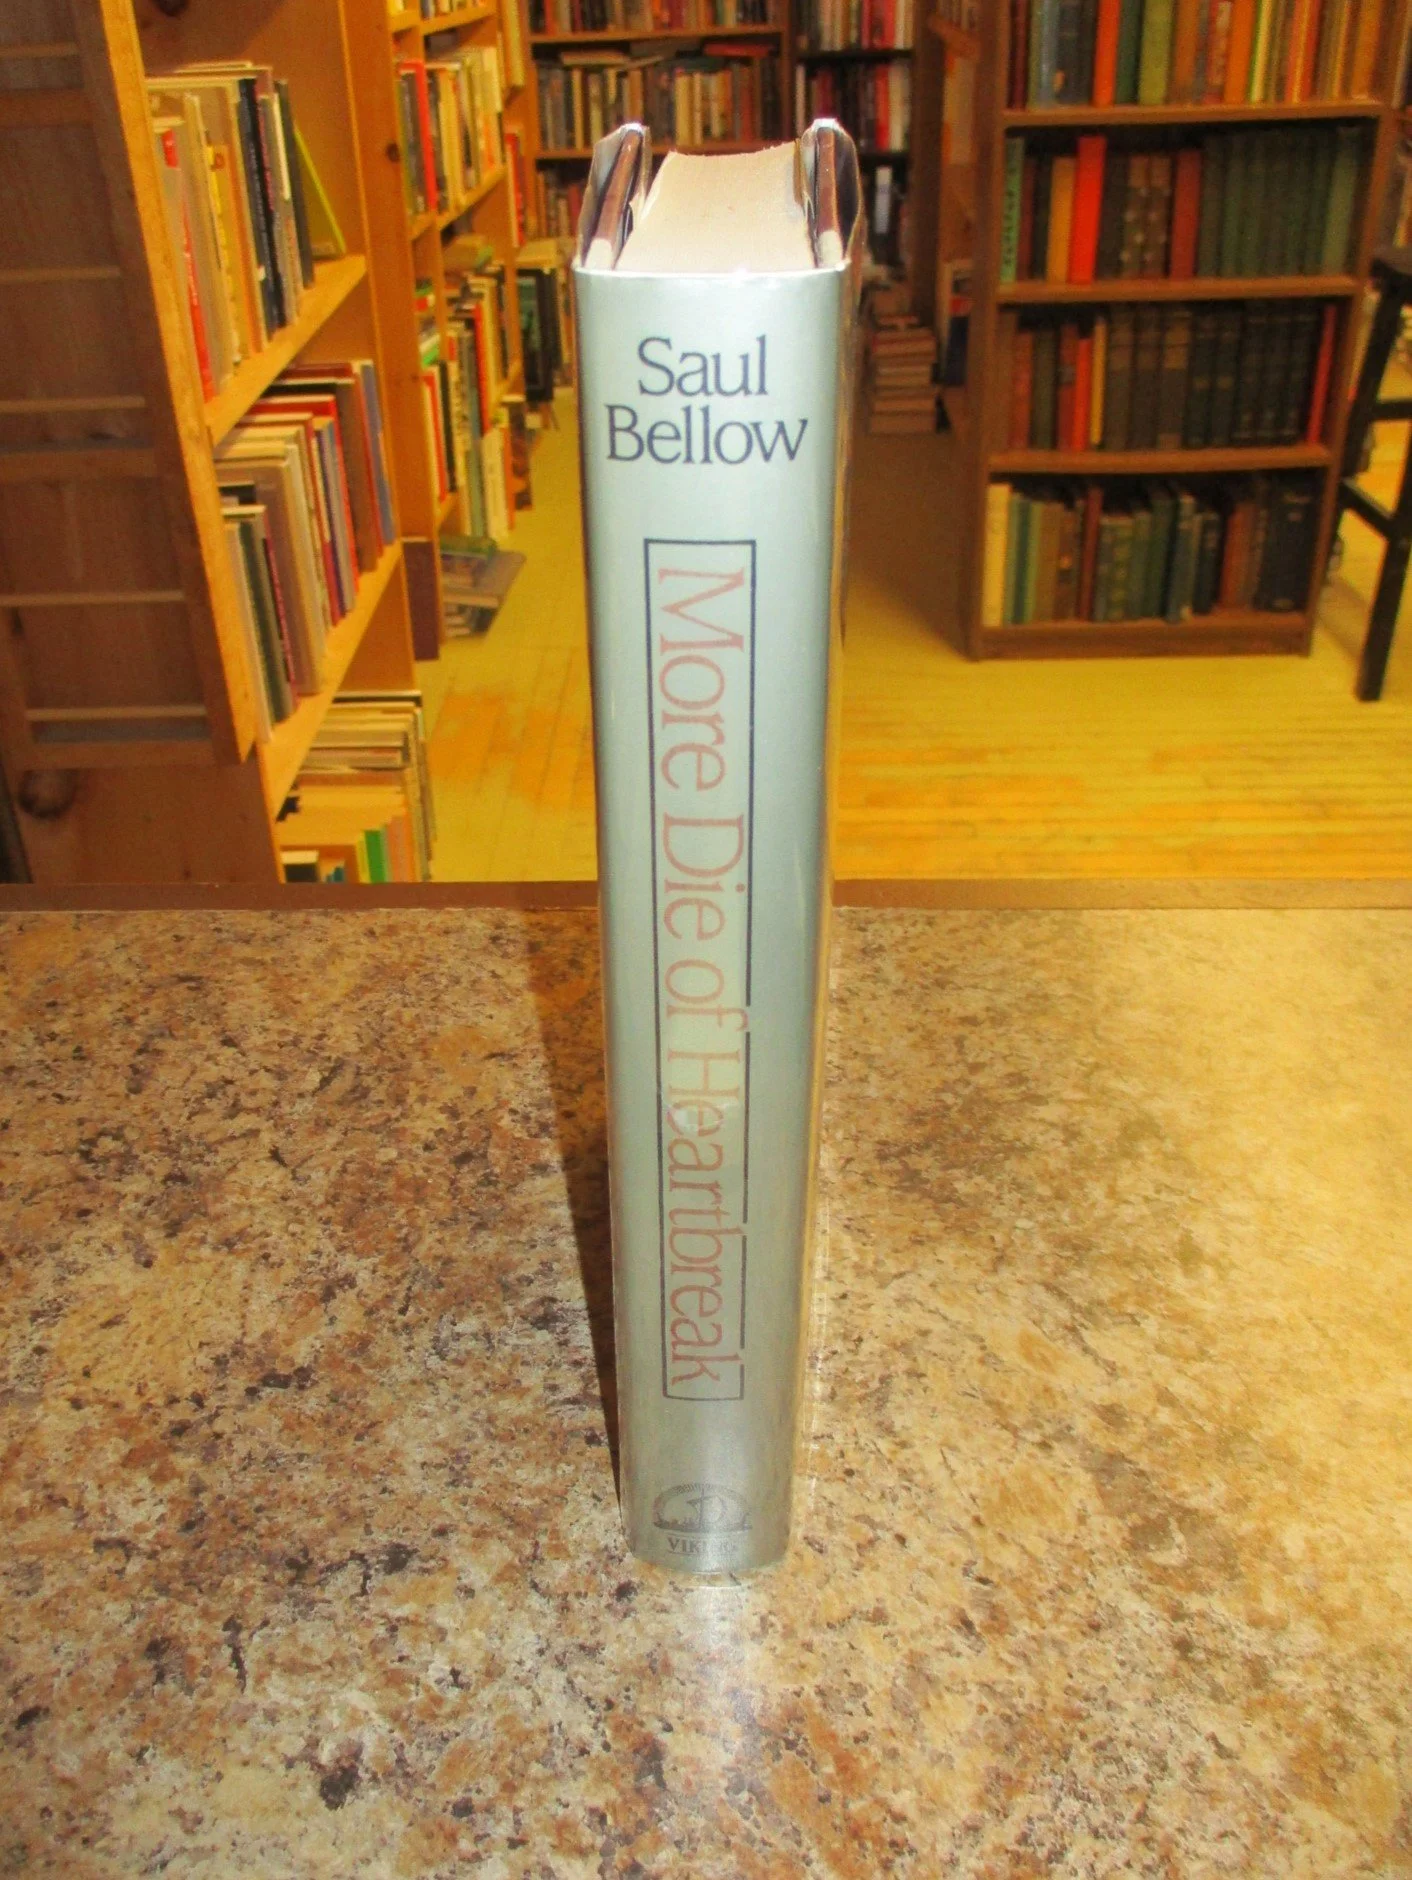 Saul
Bellow
More Die of Heartbreak
VIKING